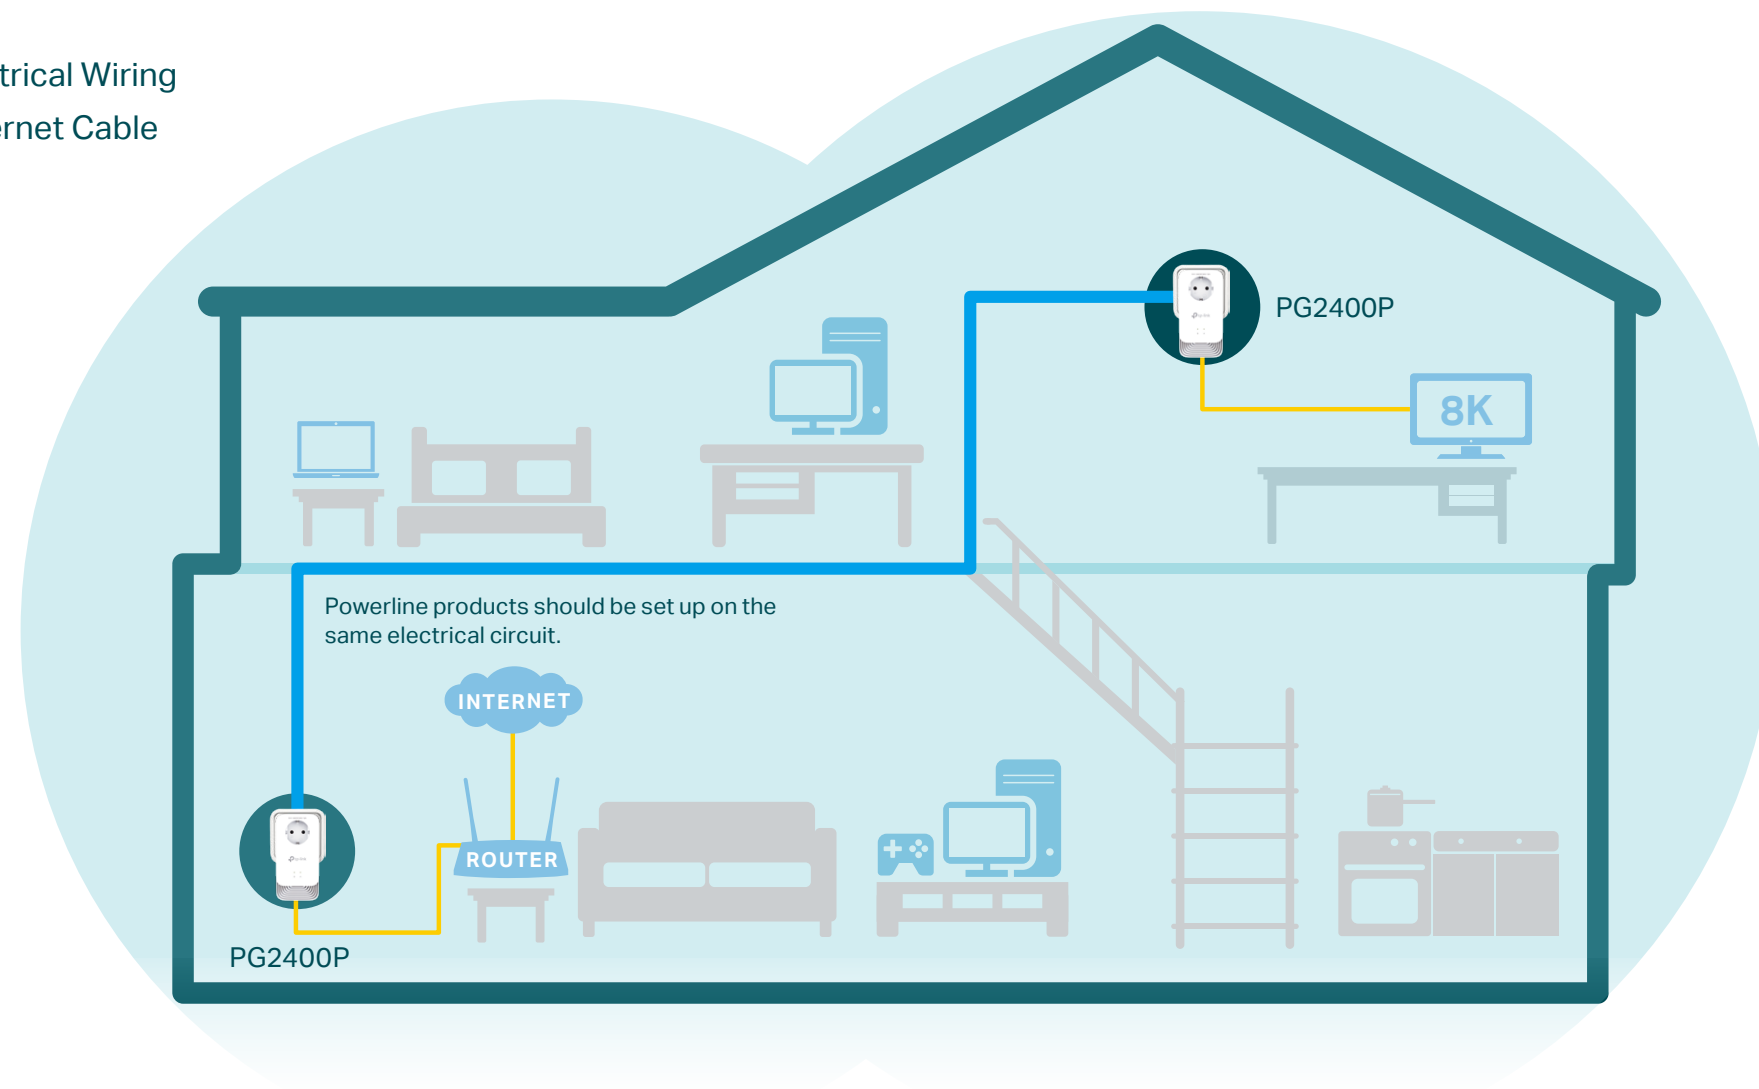 trical Wiring
ernet Cable
PG2400P
8K
Powerline products should be set up on the
same electrical circuit.
INTERNET
ROUTER
PG2400P